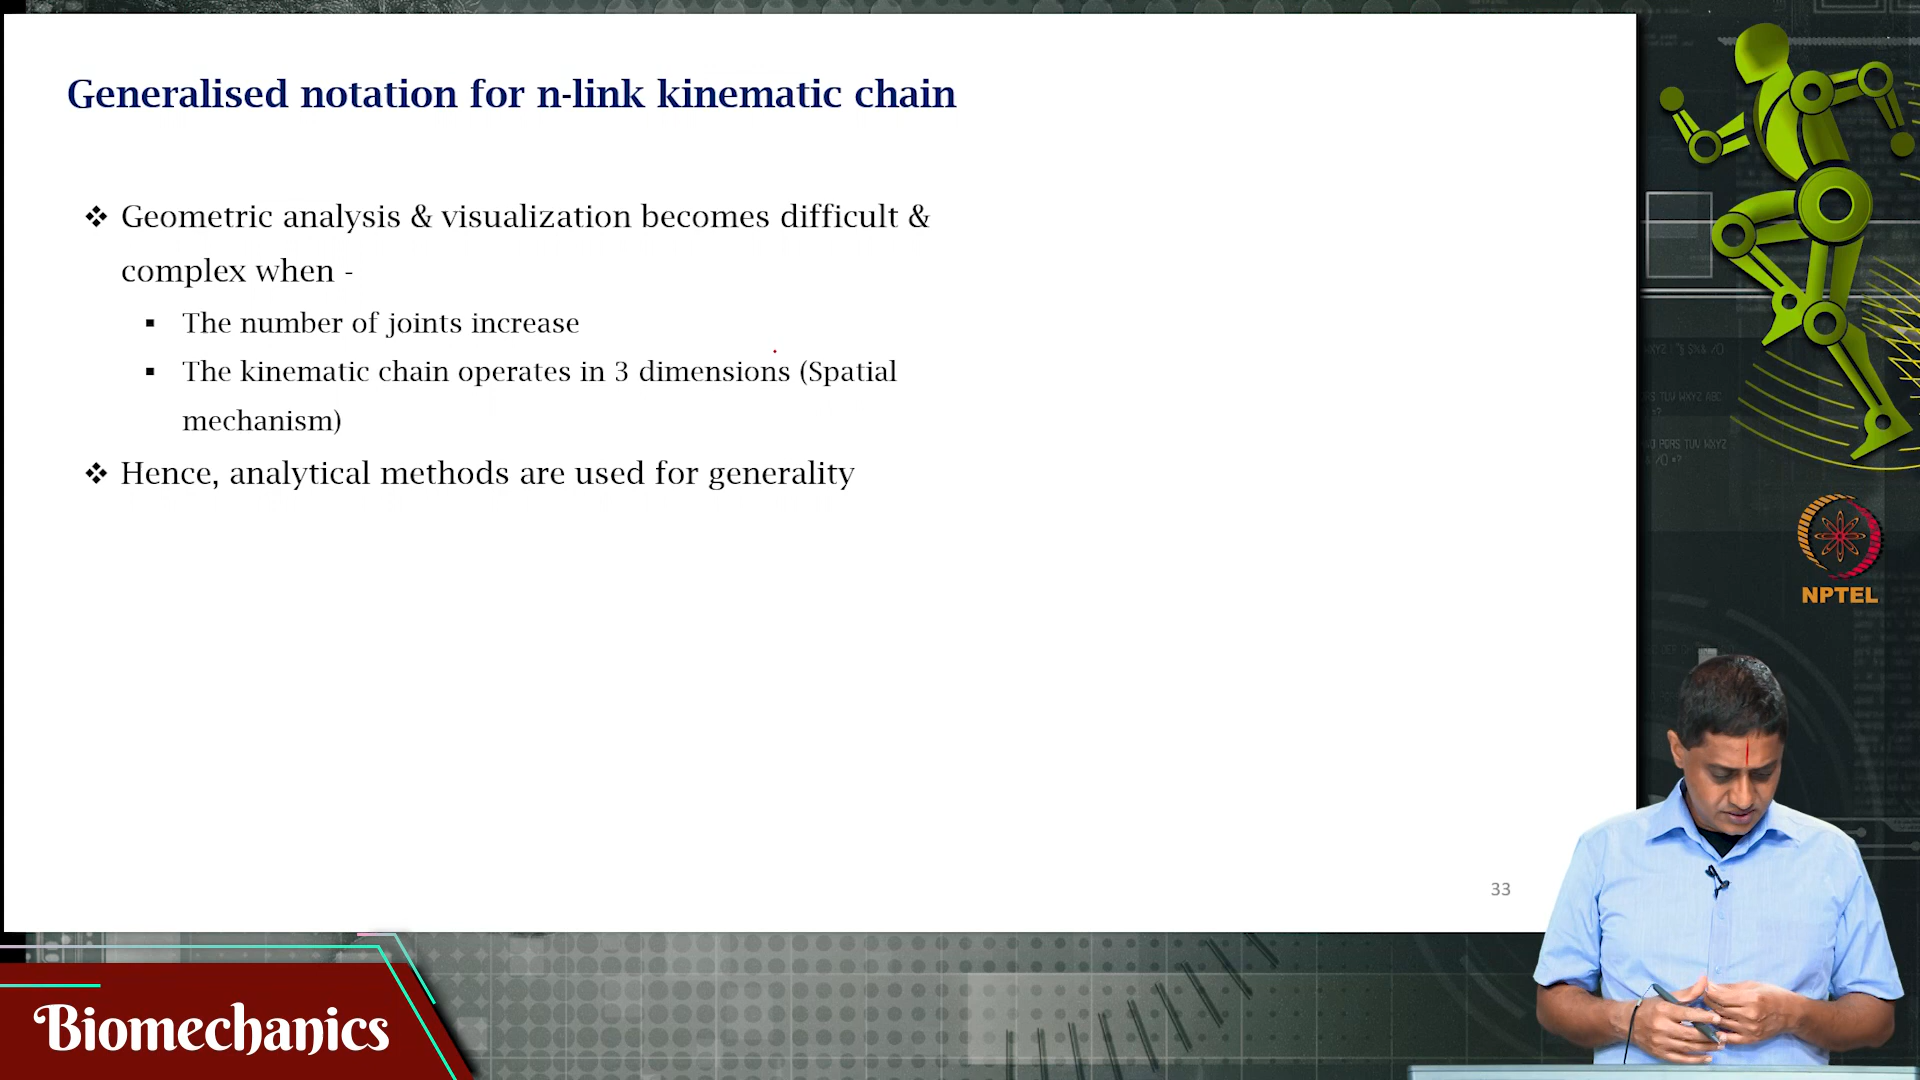 Generalised notation for n-link kinematic chain
❖ Geometric analysis & visualization becomes difficult &
complex when -
▪ The number of joints increase
▪ The kinematic chain operates in 3 dimensions (Spatial
mechanism)
❖ Hence, analytical methods are used for generality
33
NPTEL
Biomechanics